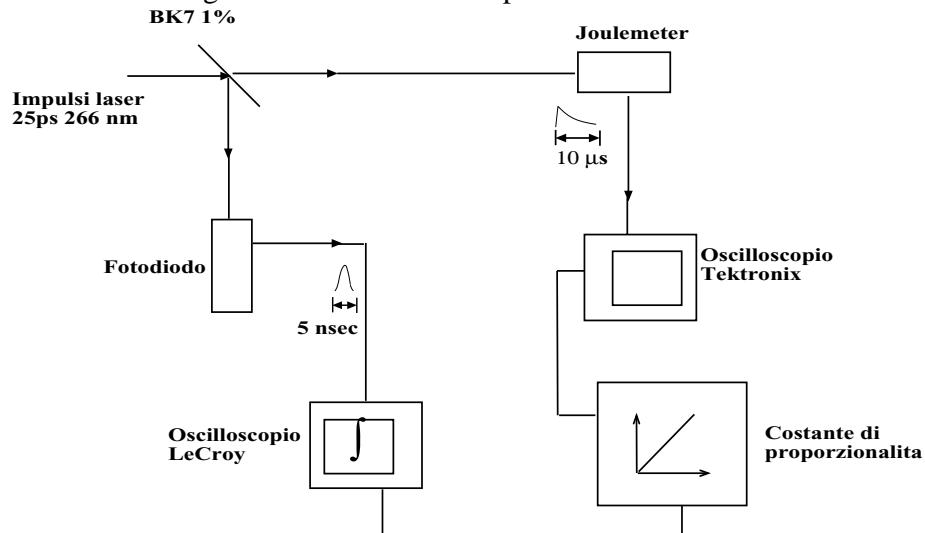 BK7 1%
Joulemeter
Impulsi laser
25ps 266 nm
10 μs
Fotodiodo
Oscilloscopio
Tektronix
5 nsec
Oscilloscopio
LeCroy
∫
Costante di
proporzionalita